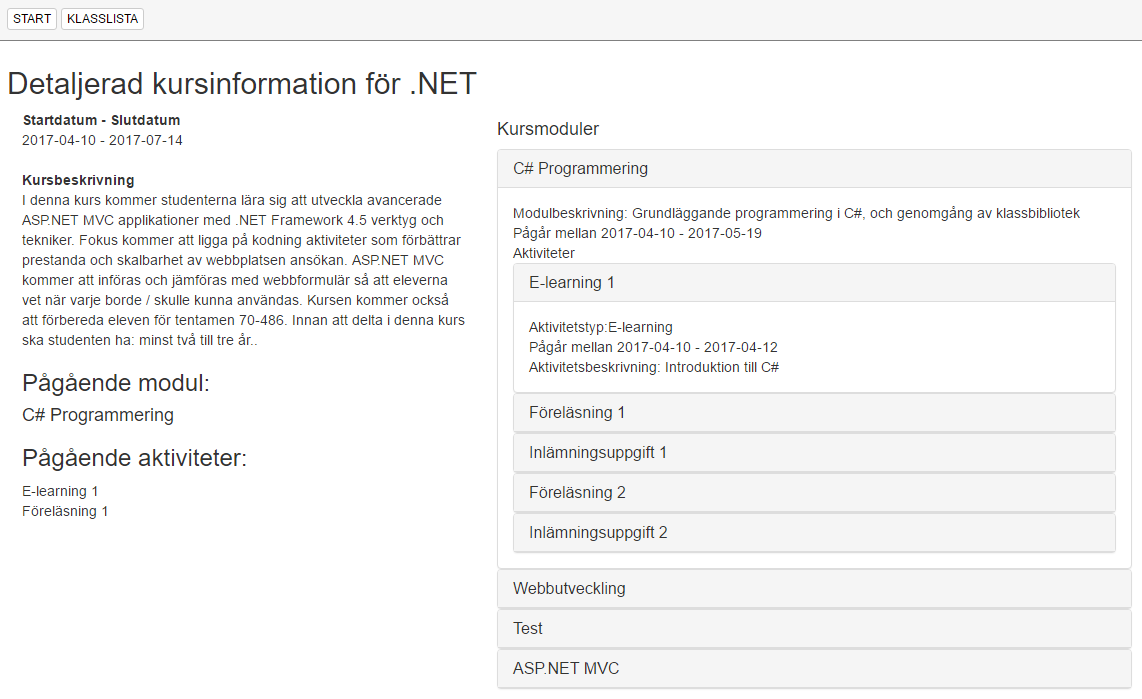 START KLASSLISTA
Detaljerad kursinformation för .NET
Startdatum - Slutdatum
2017-04-10 - 2017-07-14
Kursbeskrivning
I denna kurs kommer studenterna lära sig att utveckla avancerade
ASP.NET MVC applikationer med .NET Framework 4.5 verktyg och
tekniker. Fokus kommer att ligga på kodning aktiviteter som förbättrar
prestanda och skalbarhet av webbplatsen ansökan. ASP.NET MVC
kommer att införas och jämföras med webbformulär så att eleverna
vet när varje borde / skulle kunna användas. Kursen kommer också
att förbereda eleven för tentamen 70-486. Innan att delta i denna kurs
ska studenten ha: minst två till tre år..
Pågående modul:
C# Programmering
Pågående aktiviteter:
E-learning 1
Föreläsning 1
Kursmoduler
C# Programmering
Modulbeskrivning: Grundläggande programmering i C#, och genomgång av klassbibliotek
Pågår mellan 2017-04-10 - 2017-05-19
Aktiviteter
E-learning 1
Aktivitetstyp:E-learning
Pågår mellan 2017-04-10 - 2017-04-12
Aktivitetsbeskrivning: Introduktion till C#
Föreläsning 1
Inlämningsuppgift 1
Föreläsning 2
Inlämningsuppgift 2
Webbutveckling
Test
ASP.NET MVC